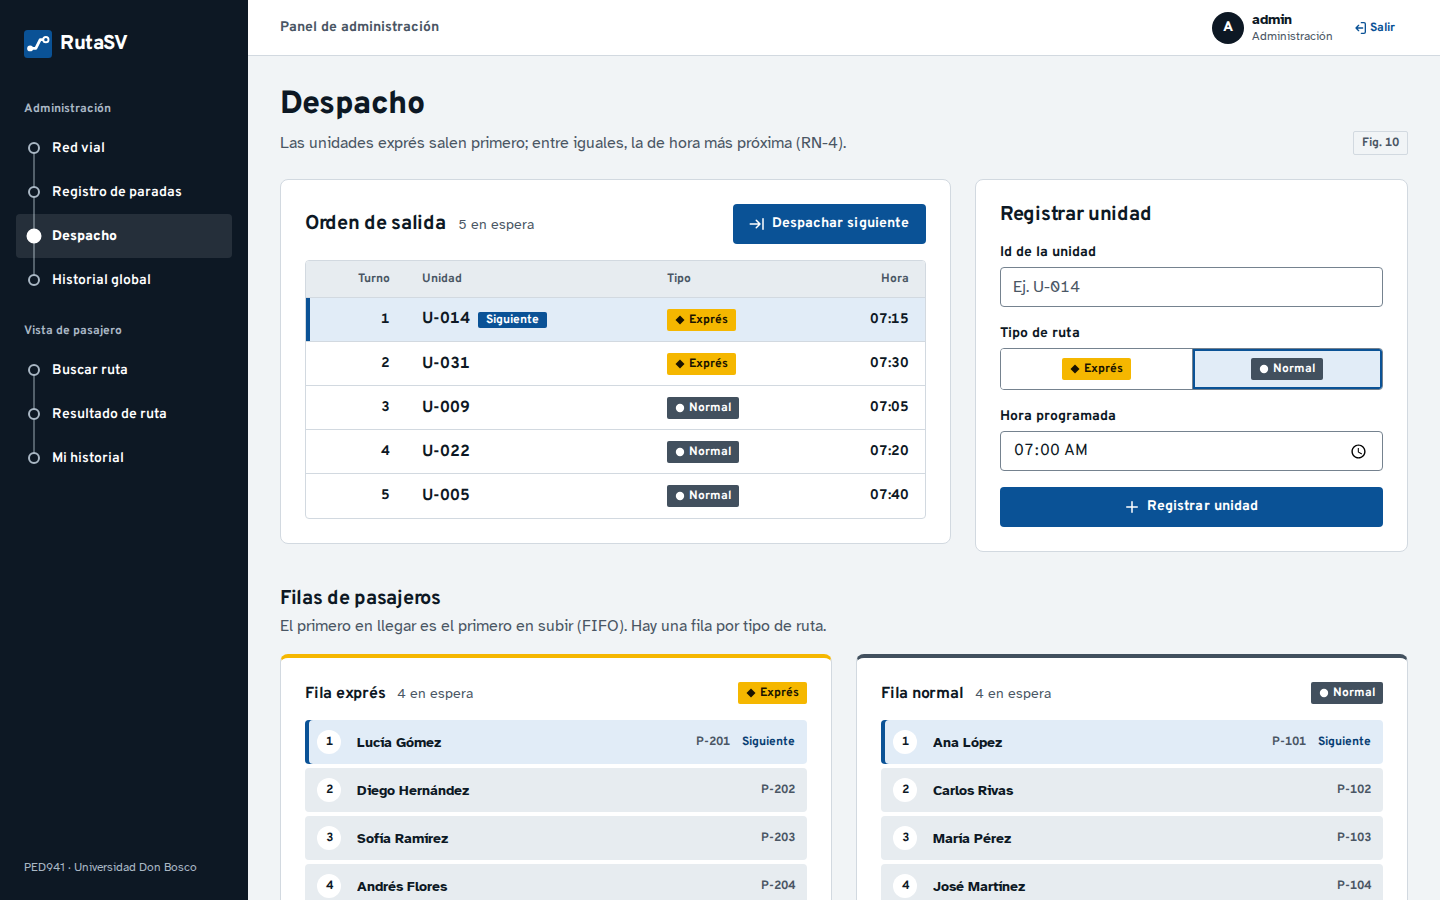 RutaSV
Administración
Red vial
Registro de paradas
Despacho
Historial global
Vista de pasajero
Buscar ruta
Resultado de ruta
Mi historial
PED941 · Universidad Don Bosco
Panel de administración
A
admin
Administración
Salir
Despacho
Las unidades exprés salen primero; entre iguales, la de hora más próxima (RN-4).
Fig. 10
Orden de salida 5 en espera
Despachar siguiente
Turno Unidad Tipo Hora
1 U-014 Siguiente Exprés 07:15
2 U-031 Exprés 07:30
3 U-009 Normal 07:05
4 U-022 Normal 07:20
5 U-005 Normal 07:40
Registrar unidad
Id de la unidad
Ej. U-014
Tipo de ruta
Exprés Normal
Hora programada
07:00 AM
Registrar unidad
Filas de pasajeros
El primero en llegar es el primero en subir (FIFO). Hay una fila por tipo de ruta.
Fila exprés 4 en espera Exprés
1 Lucía Gómez P-201 Siguiente
2 Diego Hernández P-202
3 Sofía Ramírez P-203
4 Andrés Flores P-204
Fila normal 4 en espera Normal
1 Ana López P-101 Siguiente
2 Carlos Rivas P-102
3 María Pérez P-103
4 José Martínez P-104